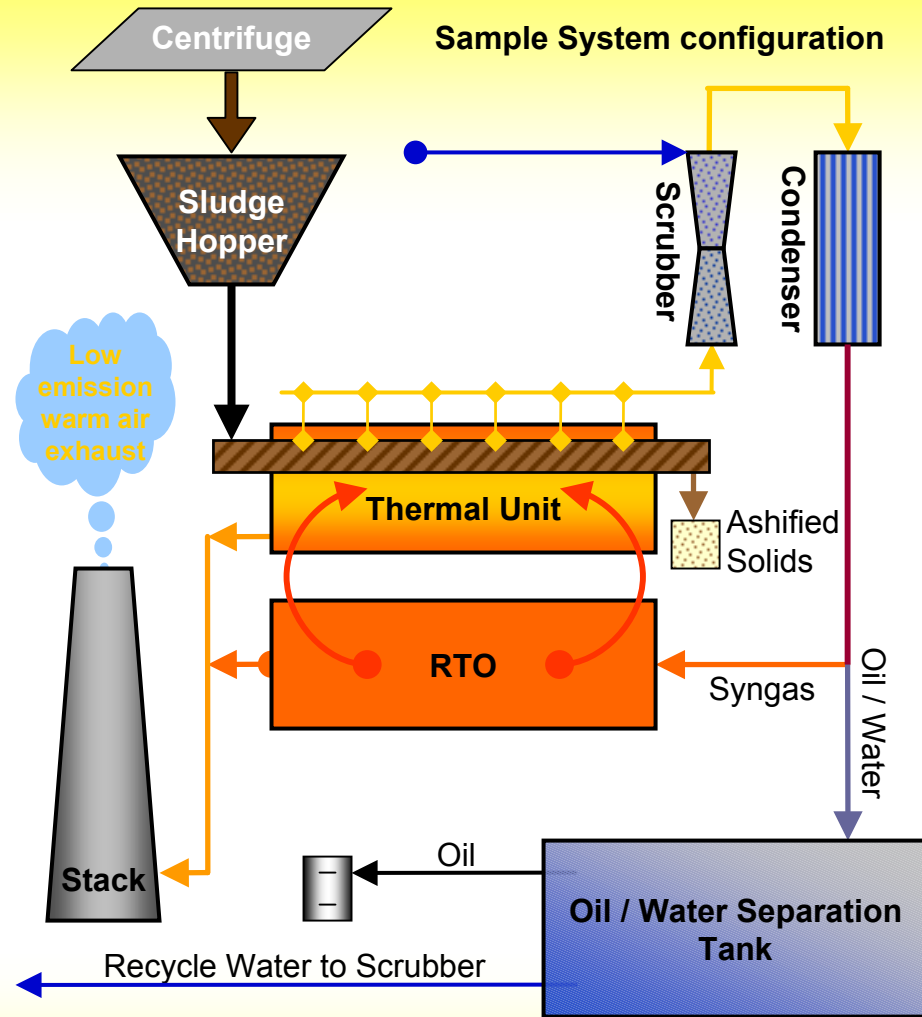 Centrifuge
Sample System configuration
Sludge
Hopper
Scrubber
Condenser
Low
emission
warm air
exhaust
Thermal Unit
Ashified
Solids
RTO
Syngas
Oil / Water
Stack
Oil
Oil / Water Separation
Tank
Recycle Water to Scrubber